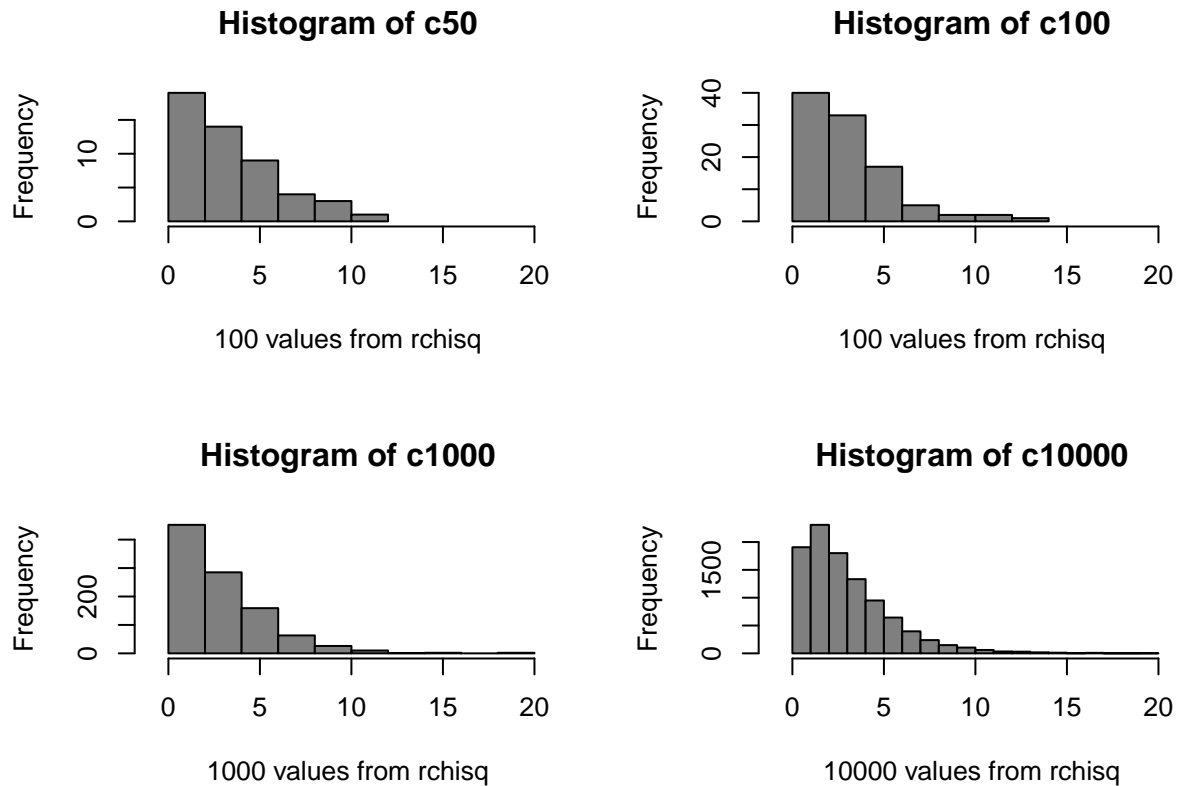 Histogram of c50
Frequency
0
10
0
5
10
15
20
100 values from rchisq
Histogram of c100
Frequency
0
20
40
0
5
10
15
20
100 values from rchisq
Histogram of c1000
Frequency
0
200
0
5
10
15
20
1000 values from rchisq
Histogram of c10000
Frequency
0
1500
0
5
10
15
20
10000 values from rchisq